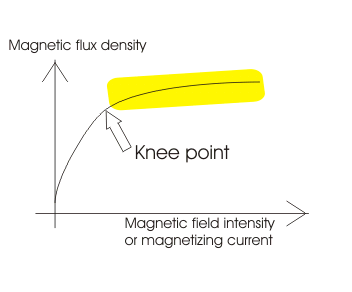 Magnetic flux density
Knee point
Magnetic field intensity
or magnetizing current